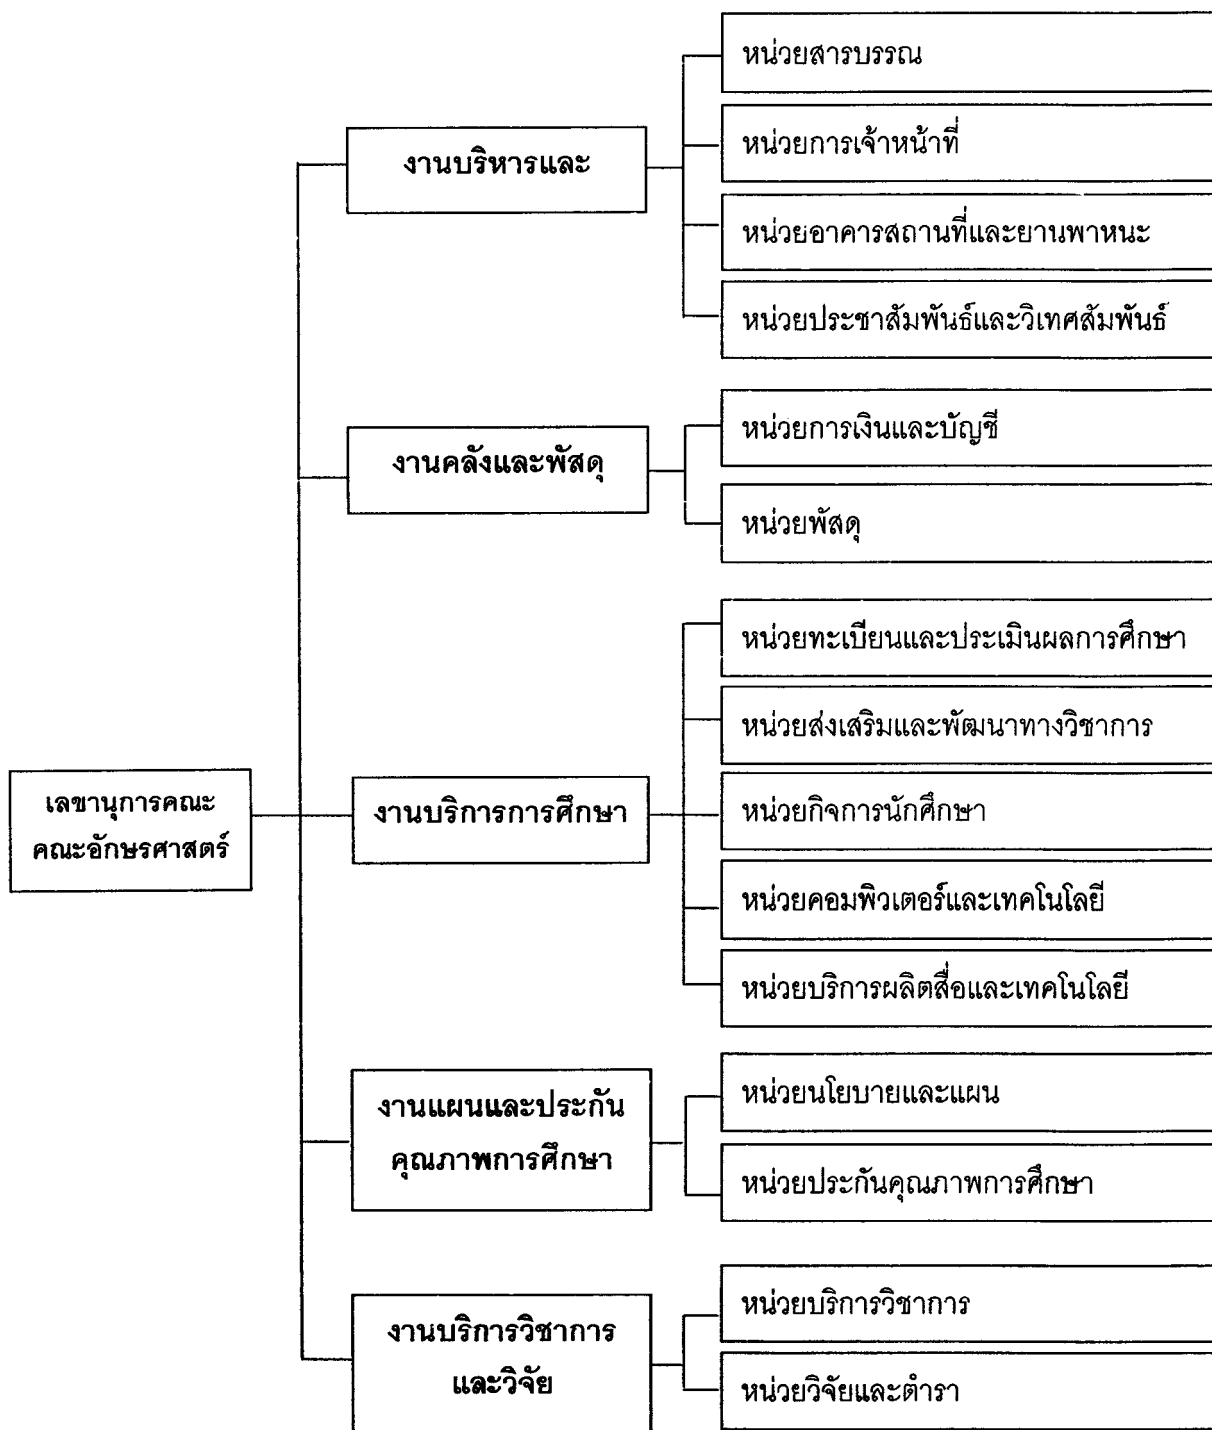 หน่วยสารบรรณ
งานบริหารและ
หน่วยการเจ้าหน้าที่
หน่วยอาคารสถานที่และยานพาหนะ
หน่วยประชาสัมพันธ์และวิเทศสัมพันธ์
งานคลังและพัสดุ
หน่วยการเงินและบัญชี
หน่วยพัสดุ
เลขานุการคณะ
คณะอักษรศาสตร์
งานบริการการศึกษา
หน่วยทะเบียนและประเมินผลการศึกษา
หน่วยส่งเสริมและพัฒนาทางวิชาการ
หน่วยกิจการนักศึกษา
หน่วยคอมพิวเตอร์และเทคโนโลยี
หน่วยบริการผลิตสื่อและเทคโนโลยี
งานแผนและประกัน
คุณภาพการศึกษา
หน่วยนโยบายและแผน
หน่วยประกันคุณภาพการศึกษา
งานบริการวิชาการ
และวิจัย
หน่วยบริการวิชาการ
หน่วยวิจัยและตำรา